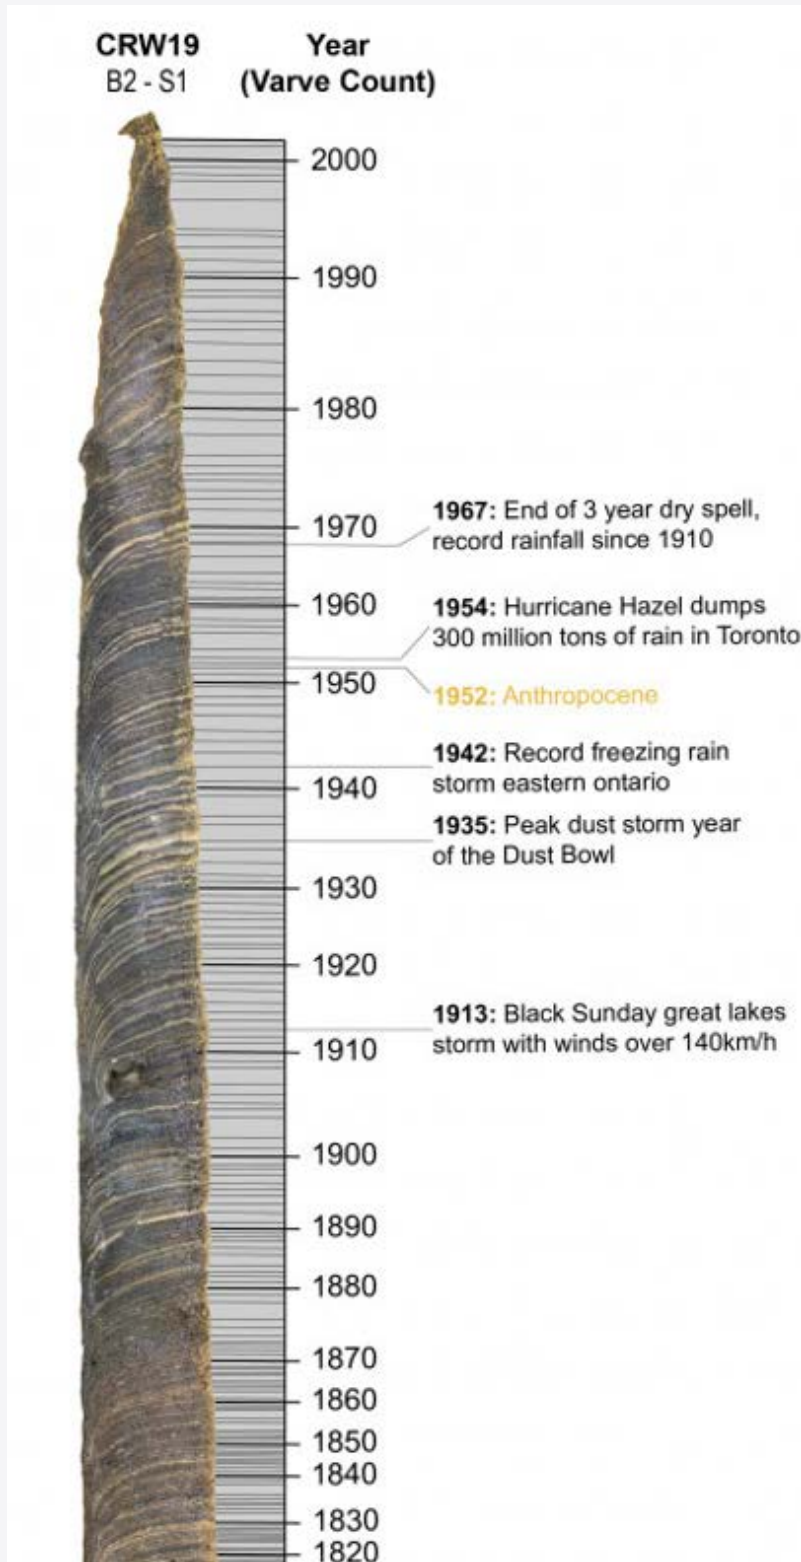 CRW19
B2 - S1
Year
(Varve Count)
2000
1990
1980
1970
1967: End of 3 year dry spell,
record rainfall since 1910
1960
1954: Hurricane Hazel dumps
300 million tons of rain in Toronto
1950
1952: Anthropocene
1942: Record freezing rain
storm eastern ontario
1940
1935: Peak dust storm year
of the Dust Bowl
1930
1920
1913: Black Sunday great lakes
storm with winds over 140km/h
1910
1900
1890
1880
1870
1860
1850
1840
1830
1820